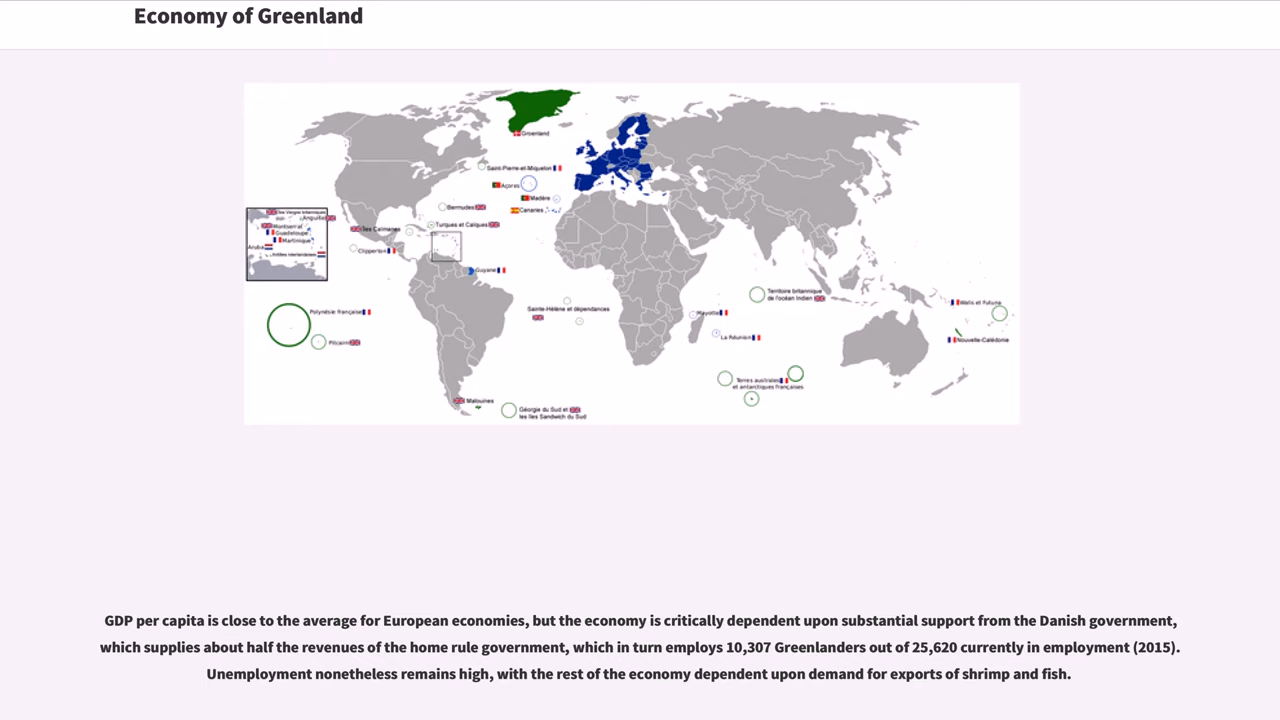 Economy of Greenland
Groenland
Saint-Pierre-et-Miquelon
Açores
Madère
Bermudes
Canaries
Îles Vierges britanniques
Anguilla
Montserrat
Guadeloupe
Martinique
Aruba
Antilles néerlandaises
Îles Caïmanes
Turques et Caïques
Clipperton
Guyane
Territoire britannique
de l'océan Indien
Wallis et Futuna
Sainte-Hélène et dépendances
Polynésie française
Mayotte
La Réunion
Pitcairn
Nouvelle-Calédonie
Terres australes
et antarctiques françaises
Malouines
Géorgie du Sud et
les îles Sandwich du Sud
GDP per capita is close to the average for European economies, but the economy is critically dependent upon substantial support from the Danish government,
which supplies about half the revenues of the home rule government, which in turn employs 10,307 Greenlanders out of 25,620 currently in employment (2015).
Unemployment nonetheless remains high, with the rest of the economy dependent upon demand for exports of shrimp and fish.